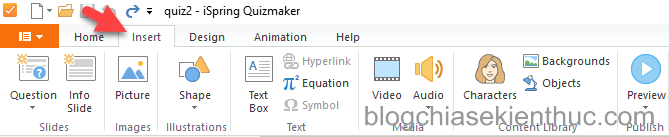 quiz2 - iSpring Quizmaker
Home Insert Design Animation Help
Question Info Slide Picture Shape Text Box Hyperlink Equation Symbol Video Audio Characters Backgrounds Objects Preview
Slides Images Illustrations Text Media Content Library Publish
blogchiasekienthuc.com